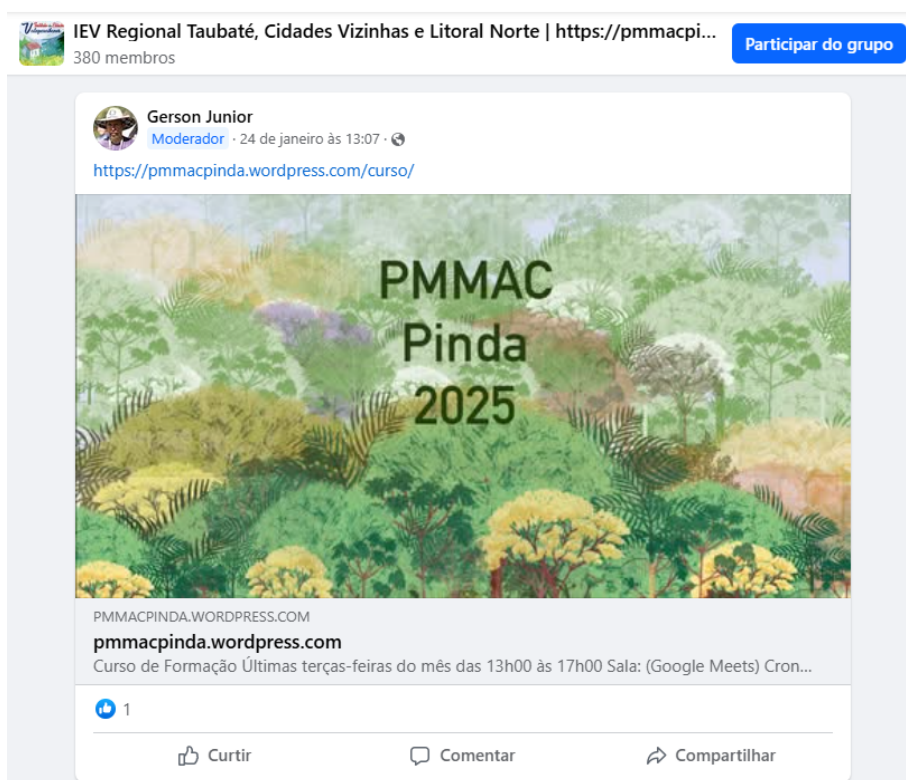 IEV Regional Taubaté, Cidades Vizinhas e Litoral Norte | https://pmmacpi...
380 membros
Participar do grupo
Gerson Junior
Moderador · 24 de janeiro às 13:07 ·
https://pmmacpinda.wordpress.com/curso/
PMMAC
Pinda
2025
PMMACPINDA.WORDPRESS.COM
pmmacpinda.wordpress.com
Curso de Formação Últimas terças-feiras do mês das 13h00 às 17h00 Sala: (Google Meets) Cron...
1
Curtir
Comentar
Compartilhar